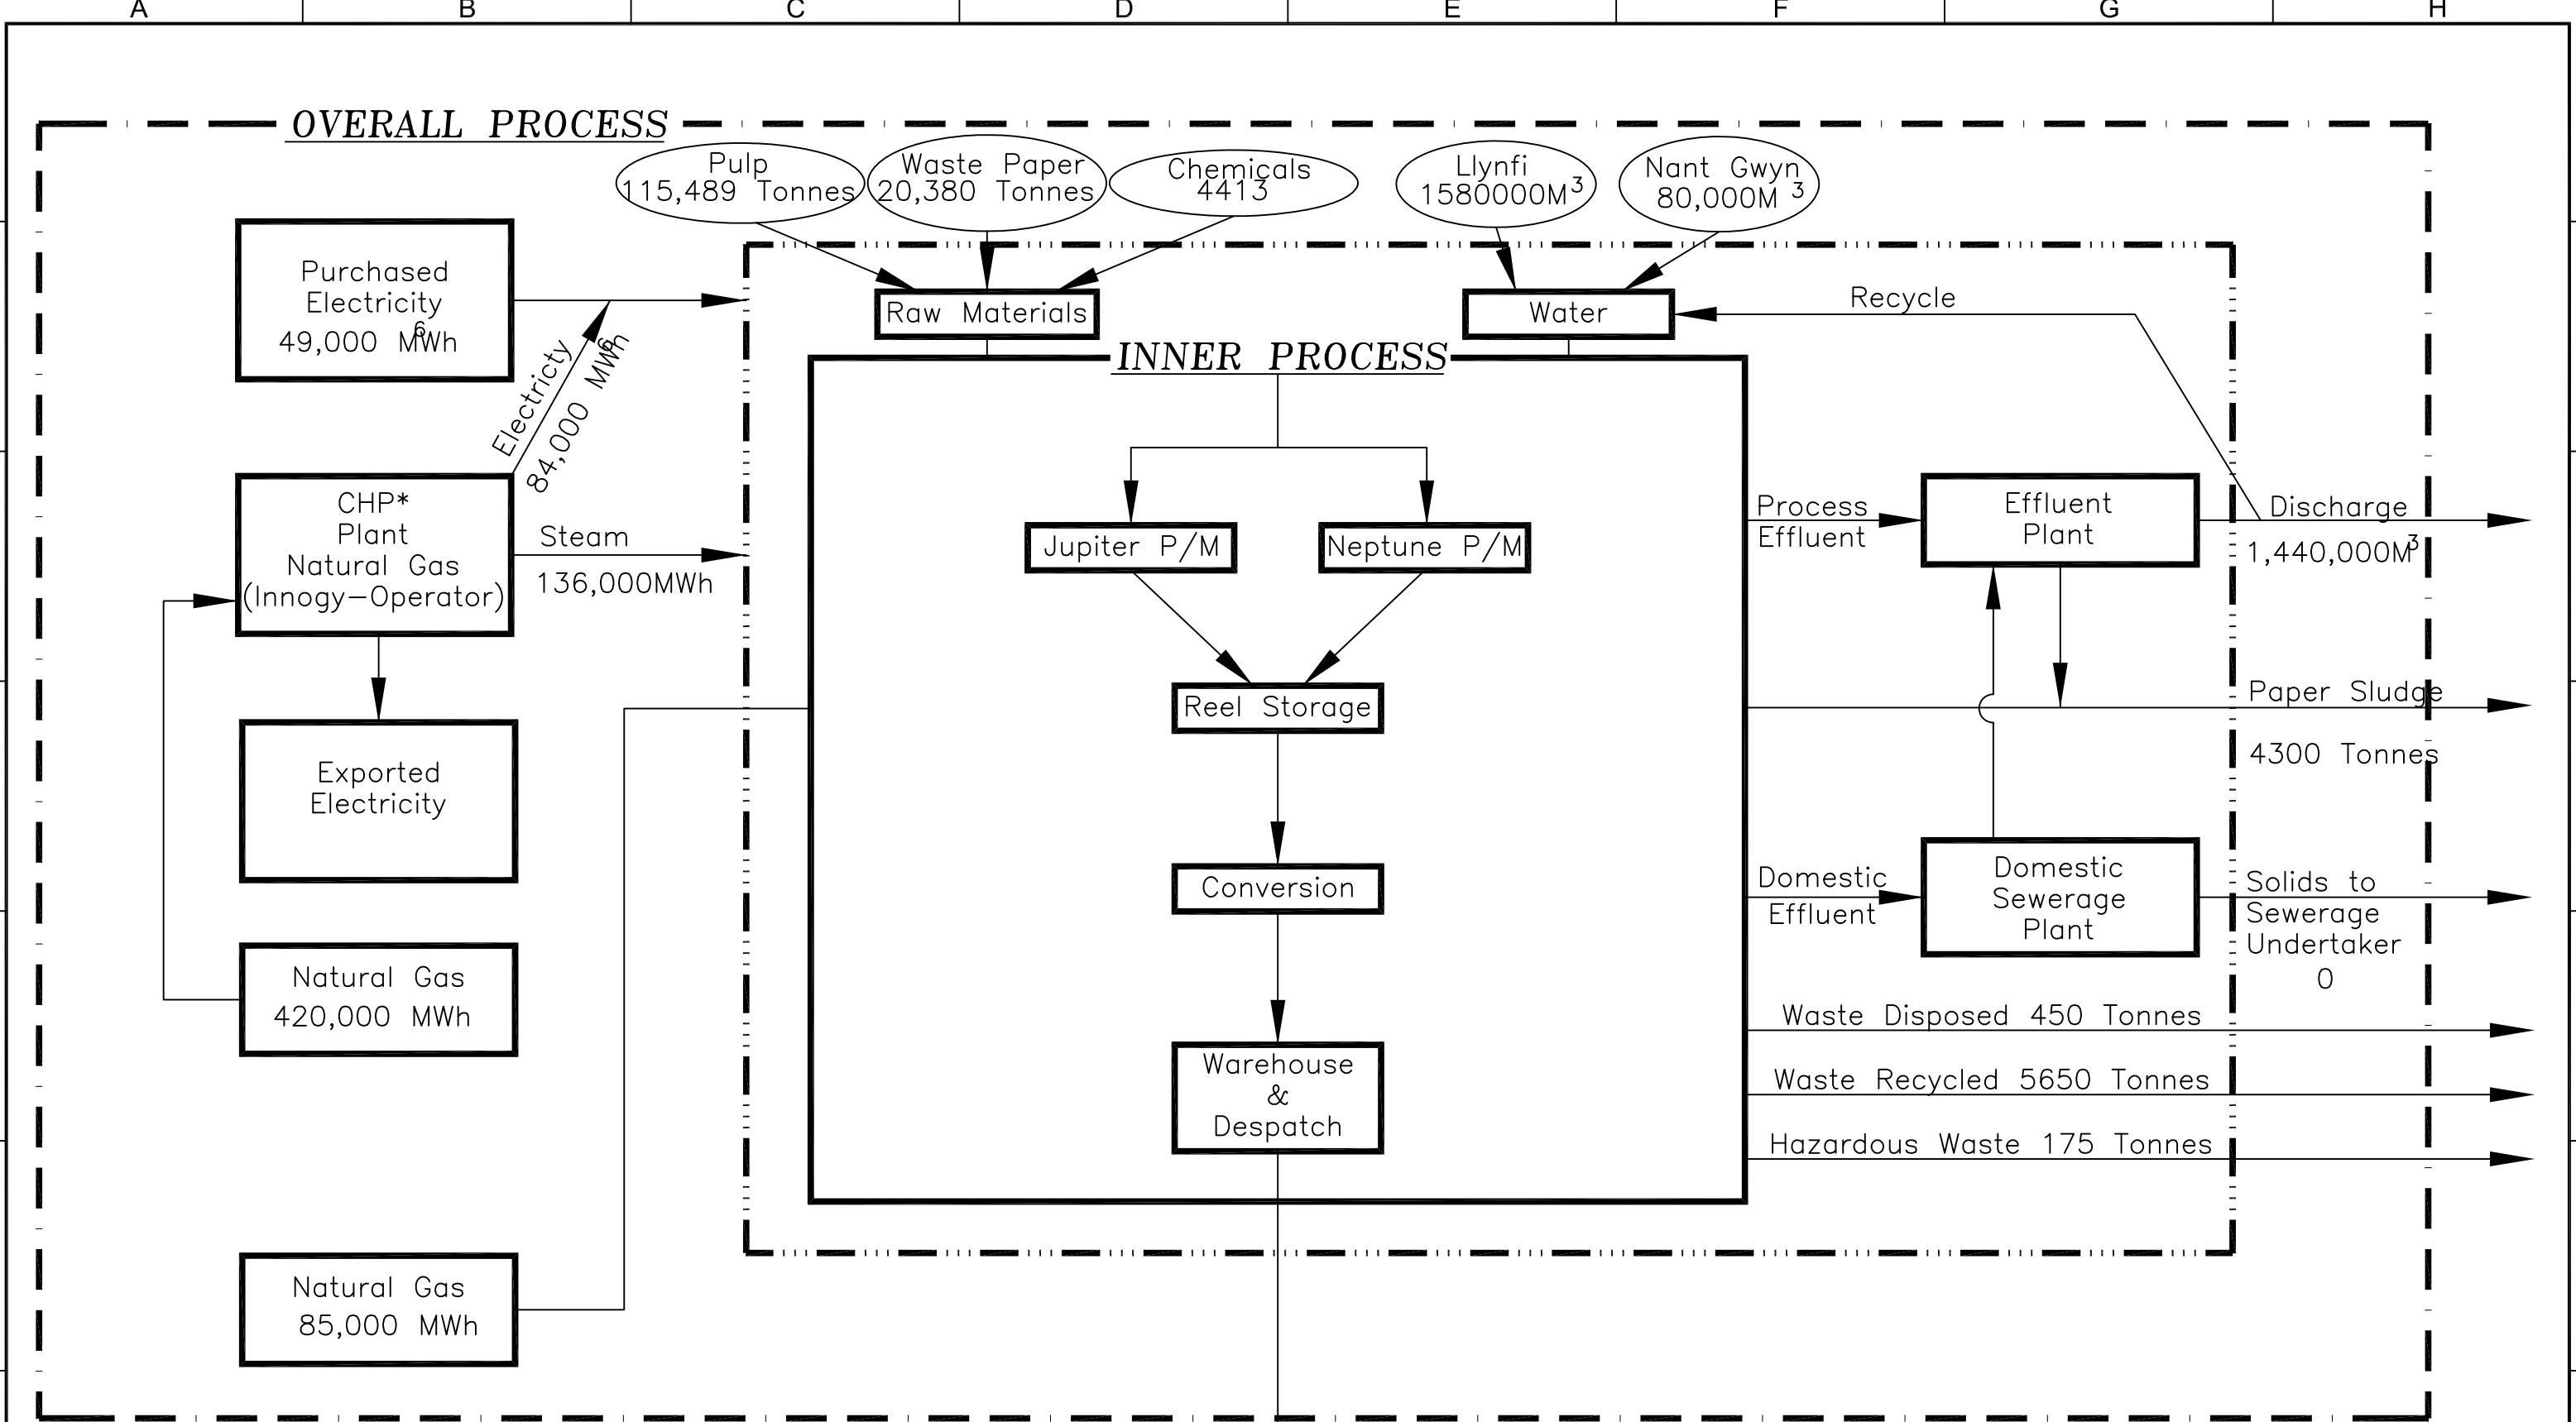 A B C D E F G H
OVERALL PROCESS
Pulp
115,489 Tonnes
Waste Paper
20,380 Tonnes
Chemicals
4413
Llynfi
1580000M3
Nant Gwyn
80,000M 3
Purchased
Electricity
6
49,000 MWh
Electricty
84,000 MWh
6
Raw Materials
Water
Recycle
INNER PROCESS
CHP*
Plant
Natural Gas
(Innogy-Operator)
Steam
136,000MWh
Jupiter P/M
Neptune P/M
Process
Effluent
Effluent
Plant
Discharge
1,440,000M3
Reel Storage
Paper Sludge
4300 Tonnes
Exported
Electricity
Conversion
Domestic
Effluent
Domestic
Sewerage
Plant
Solids to
Sewerage
Undertaker
0
Natural Gas
420,000 MWh
Waste Disposed 450 Tonnes
Warehouse
&
Despatch
Waste Recycled 5650 Tonnes
Hazardous Waste 175 Tonnes
Natural Gas
85,000 MWh